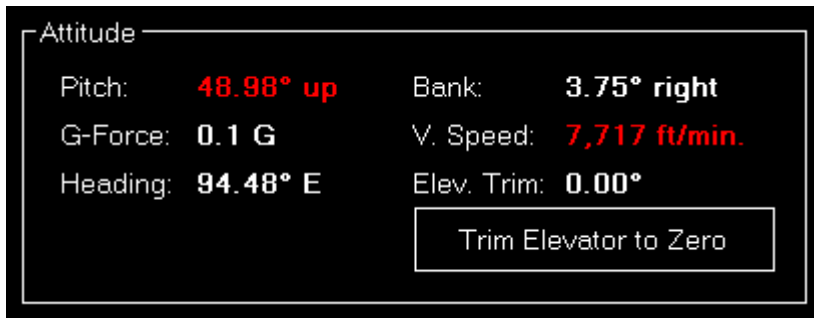 Attitude
Pitch: 48.98° up Bank: 3.75° right
G-Force: 0.1 G V. Speed: 7,717 ft/min.
Heading: 94.48° E Elev. Trim: 0.00°
Trim Elevator to Zero